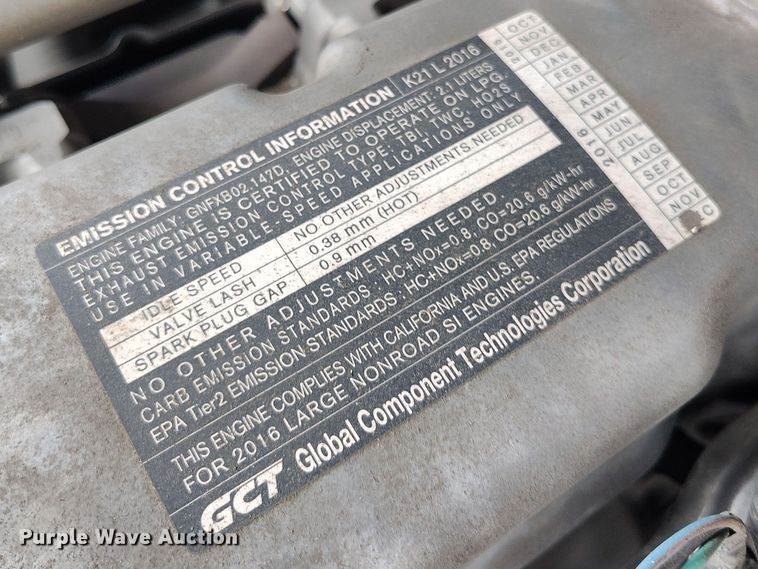 EMISSION CONTROL INFORMATION K21 L 2016
ENGINE FAMILY: GNFXB02.147D, ENGINE DISPLACEMENT: 2.1 LITERS
THIS ENGINE IS CERTIFIED TO OPERATE ON LPG.
EXHAUST EMISSION CONTROL TYPE: TBI, TWC, HO2S
USE IN VARIABLE-SPEED APPLICATIONS ONLY
IDLE SPEED NO OTHER ADJUSTMENTS NEEDED
VALVE LASH 0.38 mm (HOT)
SPARK PLUG GAP 0.9 mm
NO OTHER ADJUSTMENTS NEEDED.
CARB EMISSION STANDARDS : HC+NOx=0.8, CO=20.6 g/kW-hr
EPA Tier2 EMISSION STANDARDS : HC+NOx=0.8, CO=20.6 g/kW-hr
THIS ENGINE COMPLIES WITH CALIFORNIA AND U.S. EPA REGULATIONS
FOR 2016 LARGE NONROAD SI ENGINES.
GCT Global Component Technologies Corporation
OCT
NOV
DEC
2016
JAN
FEB
MAR
APR
MAY
JUN
JUL
AUG
SEP
OCT
NOV
Purple Wave Auction